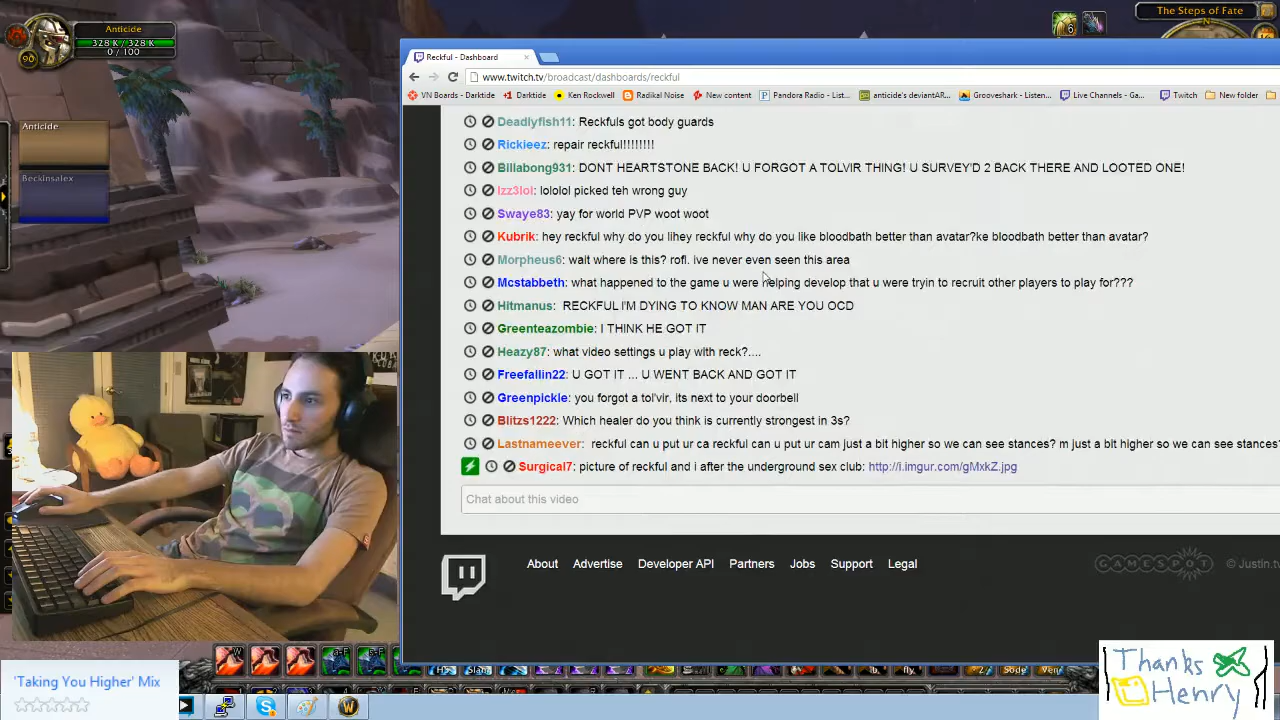 Anticide
328 K / 328 K
0 / 100
90
Anticide
Beckinsalex
The Steps of Fate
N
6
Reckful - Dashboard
www.twitch.tv/broadcast/dashboards/reckful
VN Boards - Darktide
+1 Darktide
Ken Rockwell
Radikal Noise
New content
Pandora Radio - List...
anticide's deviantAR...
Grooveshark - Listen...
Live Channels - Ga...
Twitch
New folder
Deadlyfish11: Reckfuls got body guards
Rickieez: repair reckful!!!!!!!!
Billabong931: DONT HEARTSTONE BACK! U FORGOT A TOLVIR THING! U SURVEY'D 2 BACK THERE AND LOOTED ONE!
Izz3lol: lololol picked teh wrong guy
Swaye83: yay for world PVP woot woot
Kubrik: hey reckful why do you lihey reckful why do you like bloodbath better than avatar?ke bloodbath better than avatar?
Morpheus6: wait where is this? rofl. ive never even seen this area
Mcstabbeth: what happened to the game u were helping develop that u were tryin to recruit other players to play for???
Hitmanus: RECKFUL I'M DYING TO KNOW MAN ARE YOU OCD
Greenteazombie: I THINK HE GOT IT
Heazy87: what video settings u play with reck?....
Freefallin22: U GOT IT ... U WENT BACK AND GOT IT
Greenpickle: you forgot a tol'vir, its next to your doorbell
Blitzs1222: Which healer do you think is currently strongest in 3s?
Lastnameever: reckful can u put ur ca reckful can u put ur cam just a bit higher so we can see stances? m just a bit higher so we can see stances?
Surgical7: picture of reckful and i after the underground sex club: http://i.imgur.com/gMxkZ.jpg
Chat about this video
About
Advertise
Developer API
Partners
Jobs
Support
Legal
GAMESPOT
© Justin.tv
'Taking You Higher' Mix
Thanks
Henry